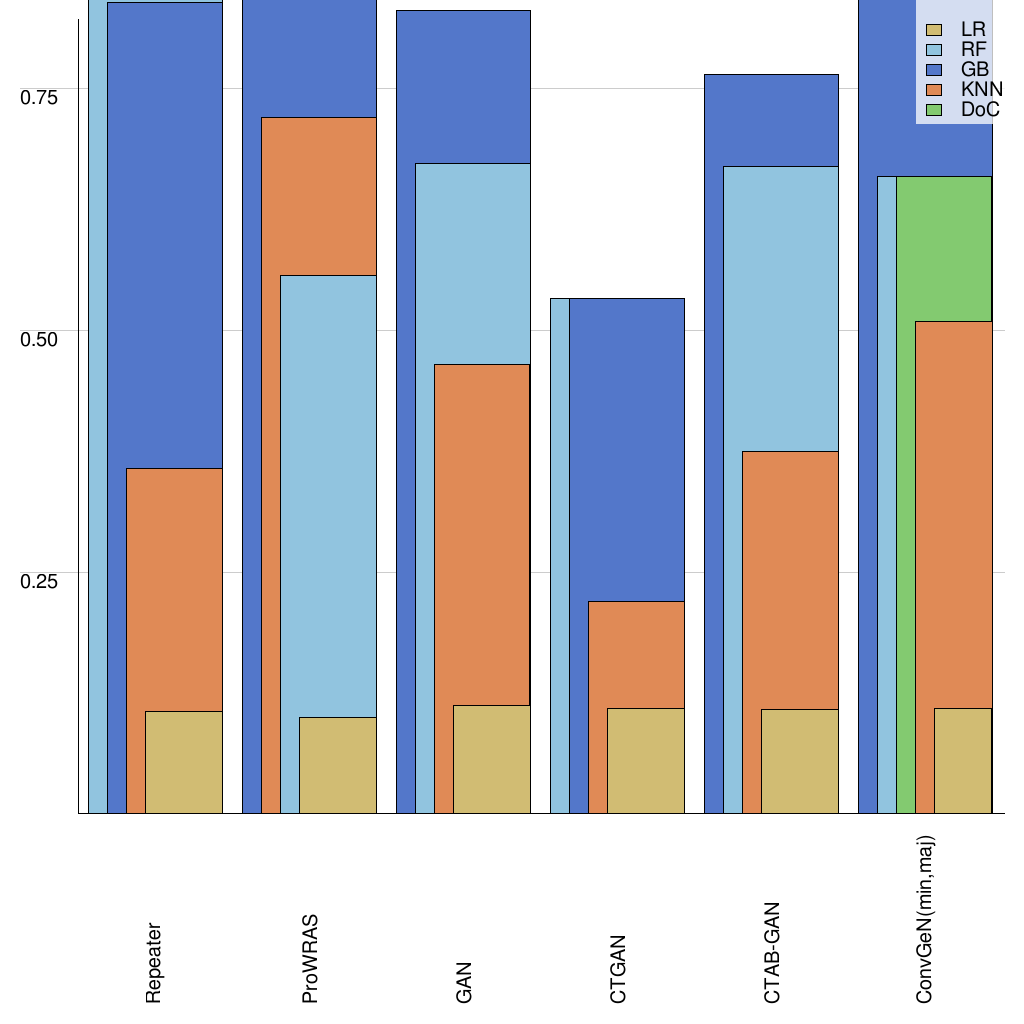 LR
RF
GB
KNN
DoC
0.75
0.50
0.25
Repeater
ProWRAS
GAN
CTGAN
CTAB-GAN
ConvGeN(min,maj)